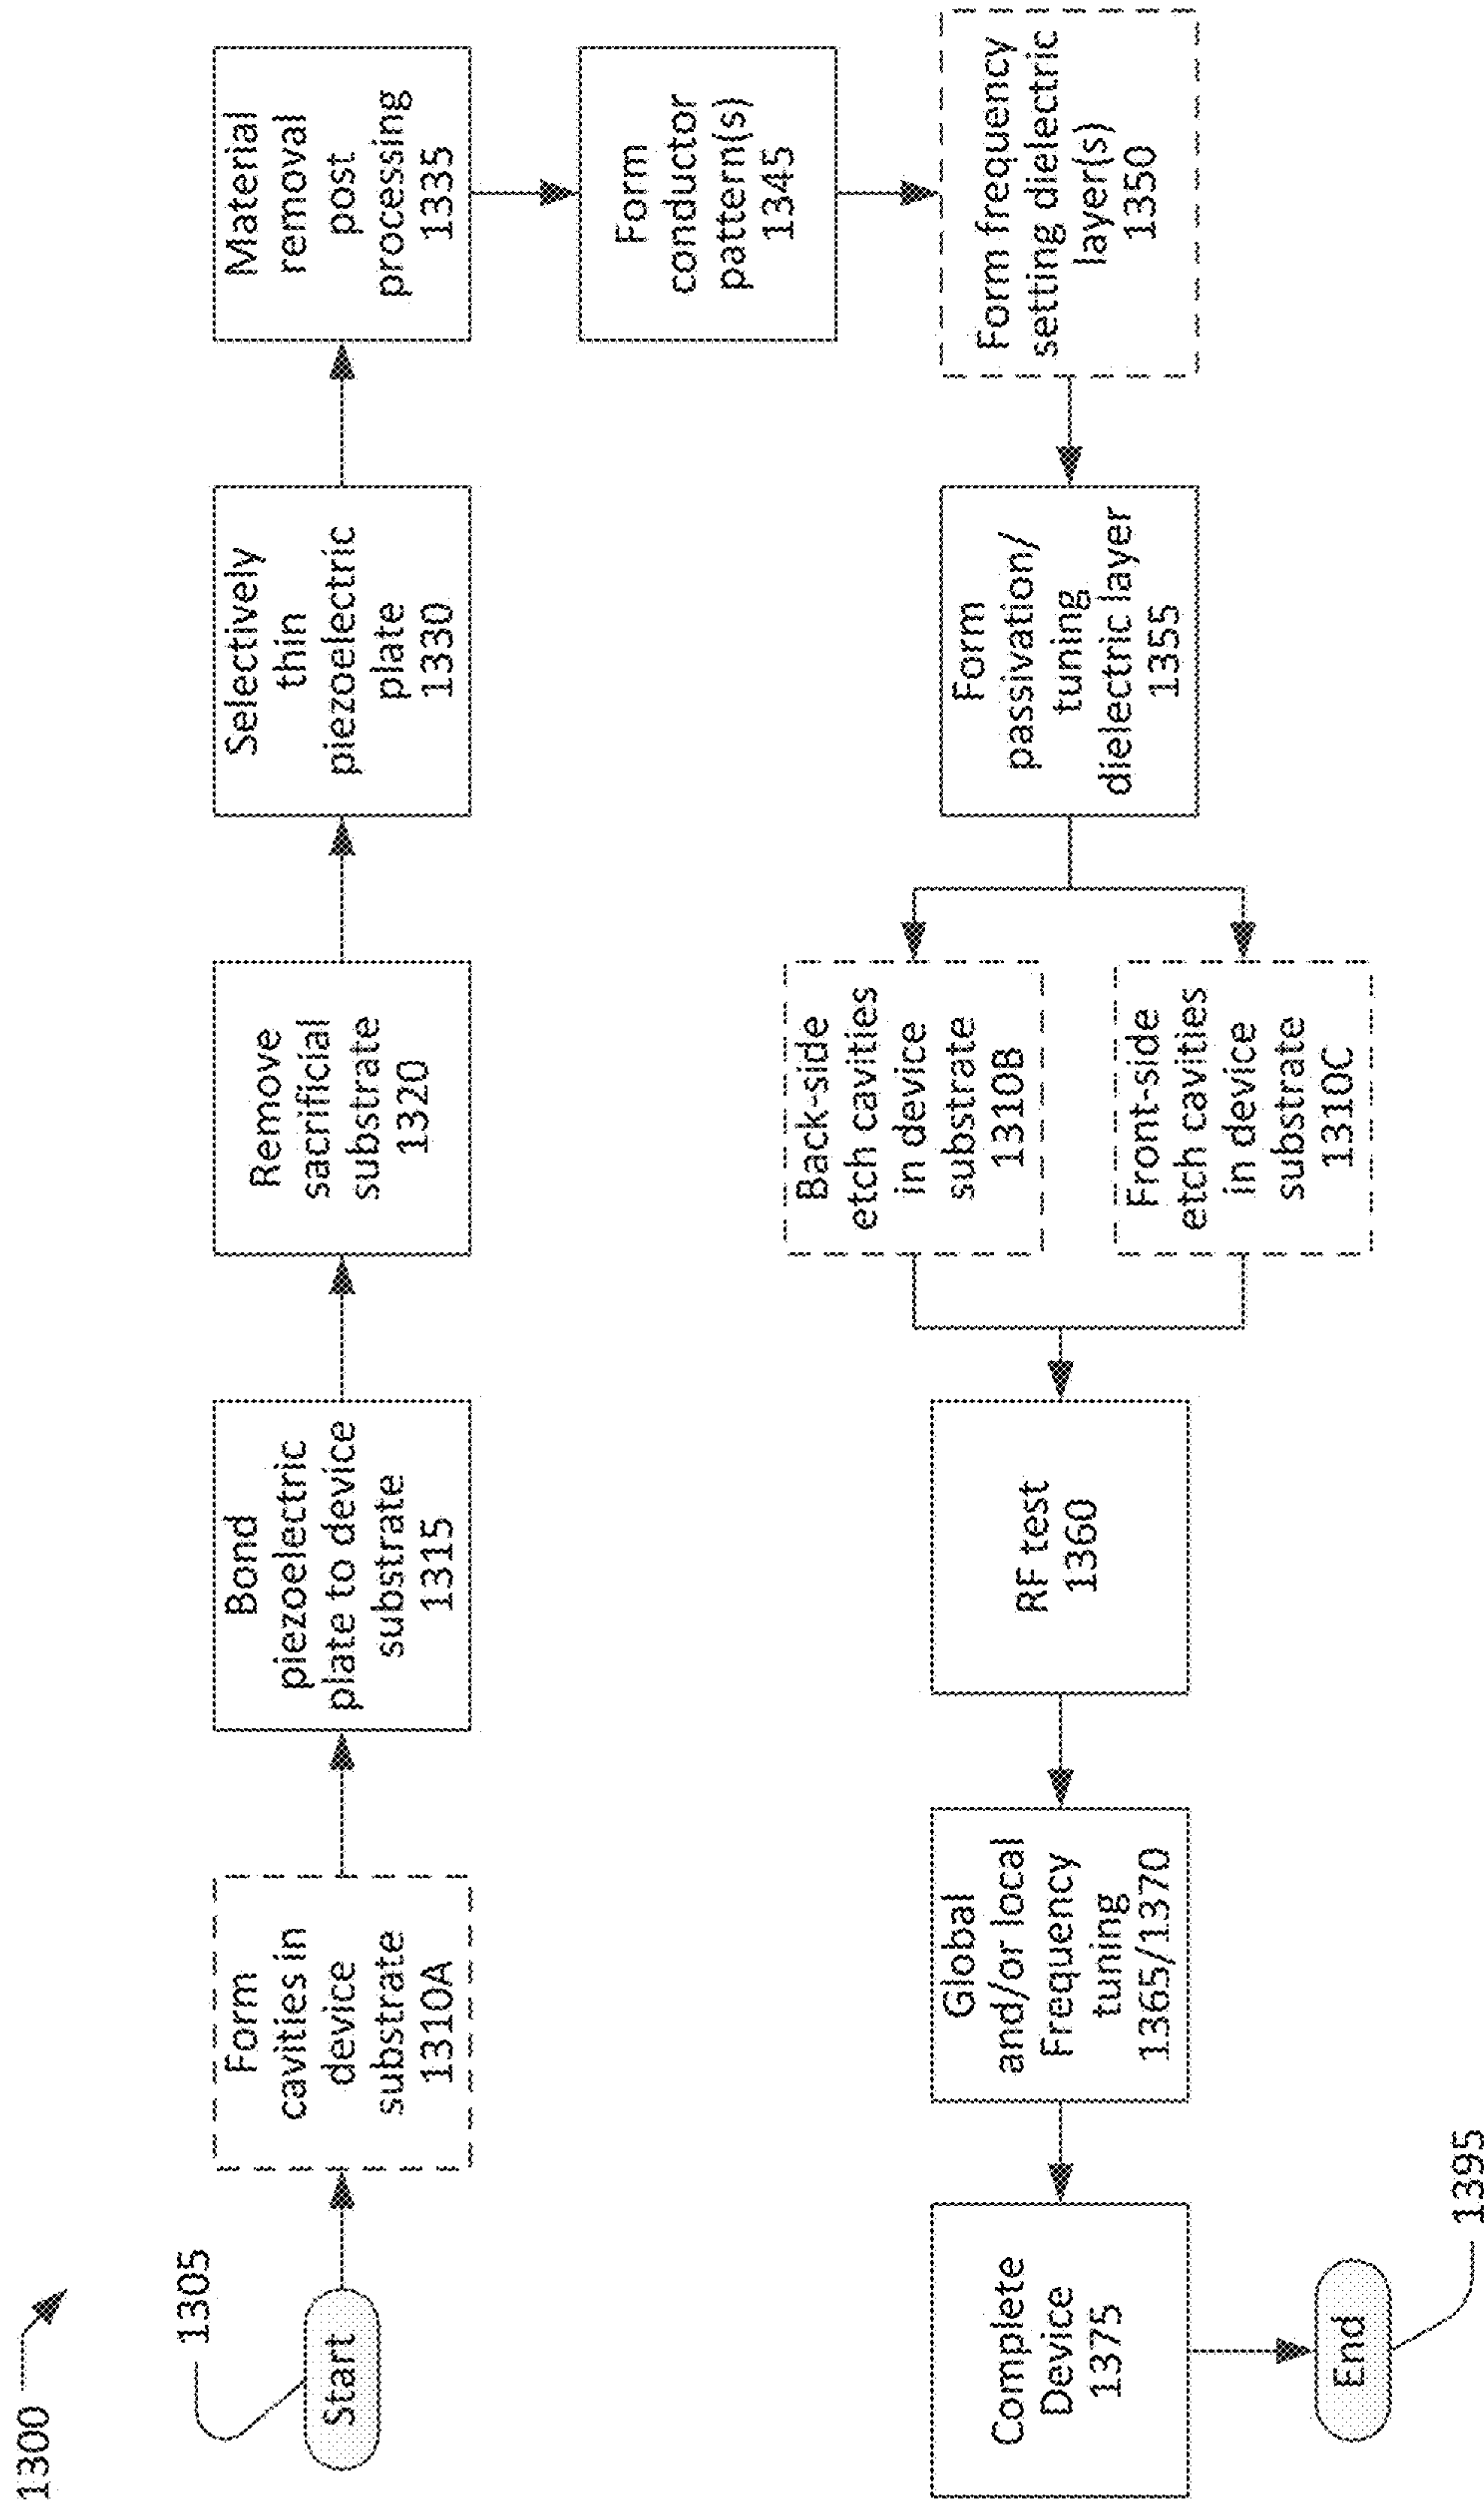 1300
1305
Start
Form
cavities in
device
substrate
1310A
Bond
piezoelectric
plate to device
substrate
1315
Remove
sacrificial
substrate
1320
Selectively
thin
piezoelectric
plate
1330
Material
removal
post
processing
1335
Form
conductor
pattern(s)
1345
Form frequency
setting dielectric
layer(s)
1350
Form
passivation/
tuning
dielectric layer
1355
Back-side
etch cavities
in device
substrate
1310B
Front-side
etch cavities
in device
substrate
1310C
RF test
1360
Global
and/or local
Frequency
tuning
1365/1370
Complete
Device
1375
End
1395